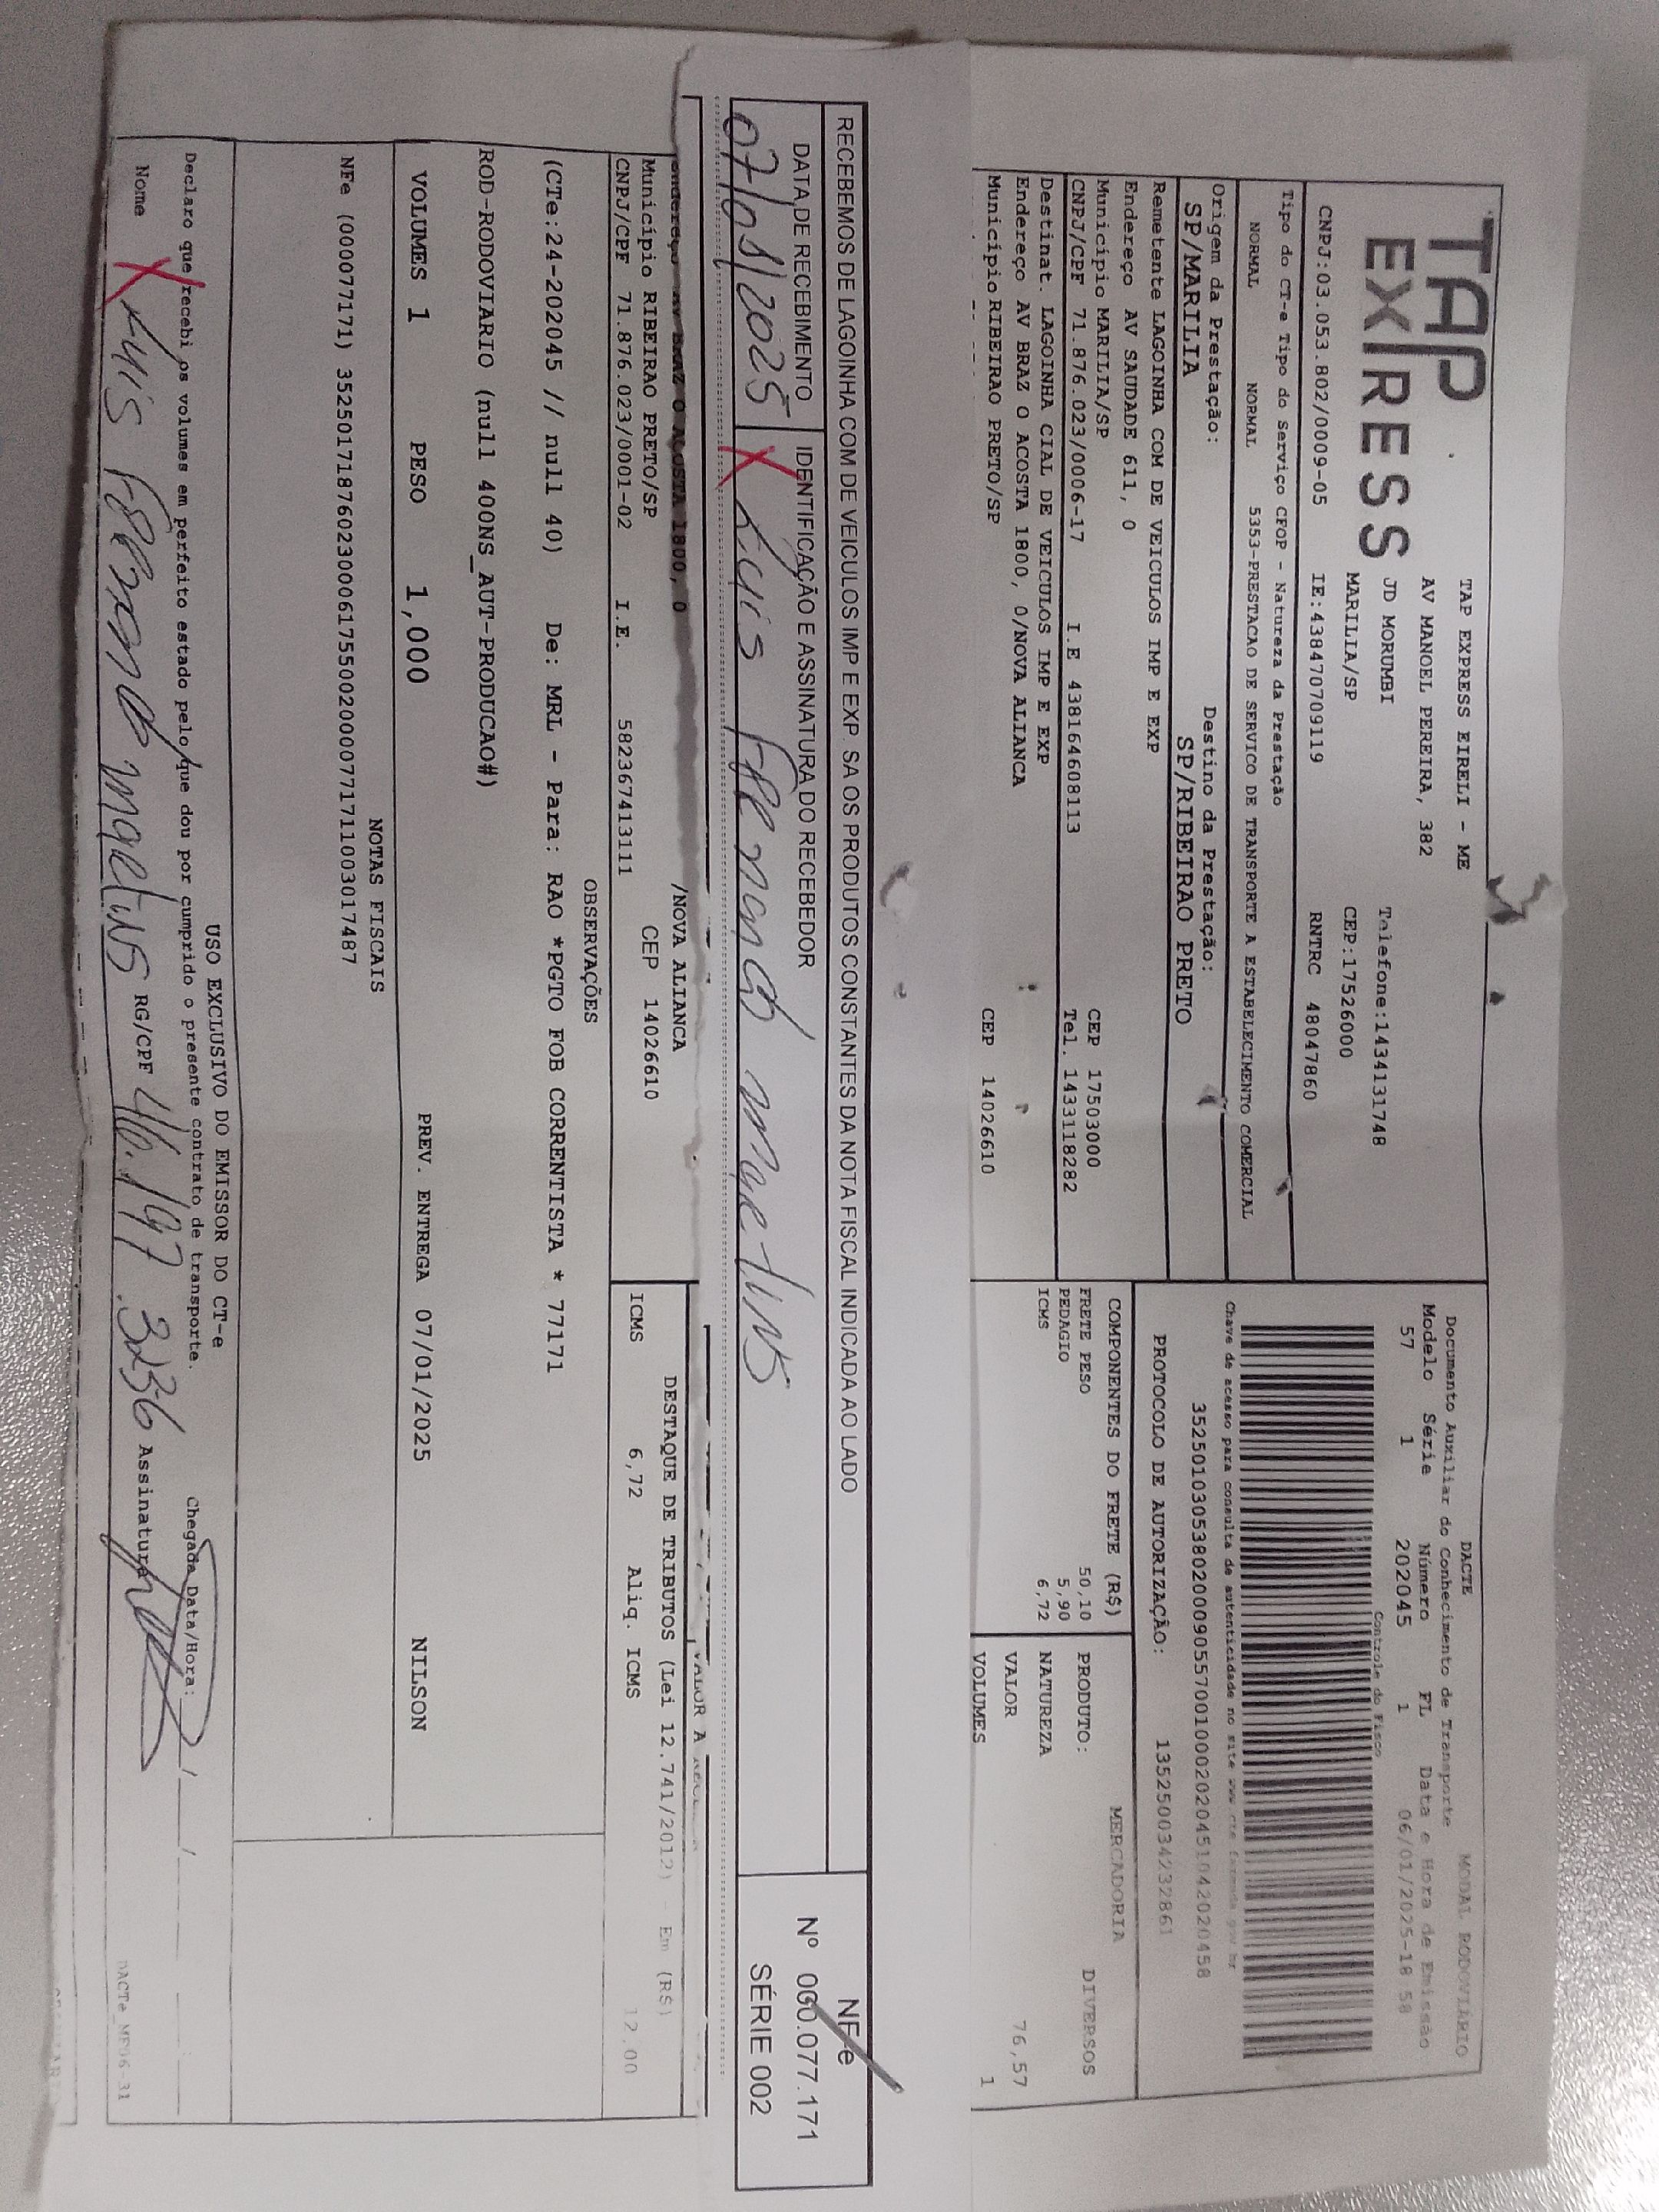 TAP
EXPRESS
TAP EXPRESS EIRELI - ME
AV MANOEL PEREIRA, 382
JD MORUMBI Telefone:1434131748
MARILIA/SP CEP:17526000
CNPJ:03.053.802/0009-05 IE:438470709119 RNTRC 48047860
Tipo do CT-e Tipo do Serviço CFOP - Natureza da Prestação
NORMAL NORMAL 5353-PRESTACAO DE SERVICO DE TRANSPORTE A ESTABELECIMENTO COMERCIAL
Origem da Prestação: Destino da Prestação:
SP/MARILIA SP/RIBEIRAO PRETO
Remetente LAGOINHA COM DE VEICULOS IMP E EXP
Endereço AV SAUDADE 611, 0
Município MARILIA/SP CEP 17503000
CNPJ/CPF 71.876.023/0006-17 I.E 438164608113 Tel. 1433118282
Destinat. LAGOINHA CIAL DE VEICULOS IMP E EXP
Endereço AV BRAZ O ACOSTA 1800, 0/NOVA ALIANCA
Município RIBEIRAO PRETO/SP CEP 14026610
DACTE MODAL RODOVIÁRIO
Documento Auxiliar do Conhecimento de Transporte
Modelo Série Número FL Data e Hora de Emissão
57 1 202045 1 06/01/2025-18 58
Controle do Fisco
Chave de acesso para consulta de autenticidade no site
35250103053802000905570010002020451042020458
PROTOCOLO DE AUTORIZAÇÃO: 135250034232861
COMPONENTES DO FRETE (R$) MERCADORIA
FRETE PESO 50,10 PRODUTO: DIVERSOS
PEDAGIO 5,90
ICMS 6,72 NATUREZA
VALOR 76,57
VOLUMES 1
RECEBEMOS DE LAGOINHA COM DE VEICULOS IMP E EXP. SA OS PRODUTOS CONSTANTES DA NOTA FISCAL INDICADA AO LADO
DATA DE RECEBIMENTO IDENTIFICAÇÃO E ASSINATURA DO RECEBEDOR
07/01/2025 X Luis Fernando Martins
NF-e
Nº 000.077.171
SÉRIE 002
/NOVA ALIANCA
Município RIBEIRAO PRETO/SP CEP 14026610
CNPJ/CPF 71.876.023/0001-02 I.E. 582367413111
VALOR A
DESTAQUE DE TRIBUTOS (Lei 12.741/2012) - Em (R$)
ICMS 6,72 Aliq. ICMS 12.00
OBSERVAÇÕES
(CTe:24-202045 // null 40) De: MRL - Para: RAO *PGTO FOB CORRENTISTA * 77171
ROD-RODOVIARIO (null 400NS_AUT-PRODUCAO#)
VOLUMES 1 PESO 1,000 PREV. ENTREGA 07/01/2025 NILSON
NOTAS FISCAIS
NFe (000077171) 35250171876023000617550020000771711003017487
USO EXCLUSIVO DO EMISSOR DO CT-e
Declaro que recebi os volumes em perfeito estado pelo que dou por cumprido o presente contrato de transporte.
Chegada Data/Hora: / /
Nome X Luis Fernando Martins RG/CPF 46.197.3236 Assinatura